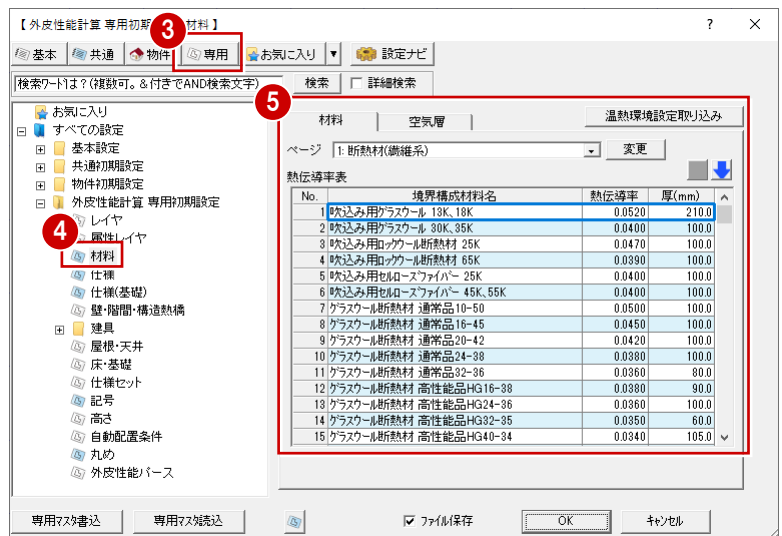 【 外皮性能計算 専用初期 材料 】 ? ×
3
基本 共通 物件 専用 お気に入り ▼ 設定ナビ
検索ワードは？(複数可。＆付きでAND検索文字) 検索 詳細検索
5
お気に入り
すべての設定
基本設定
共通初期設定
物件初期設定
外皮性能計算 専用初期設定
レイヤ
属性レイヤ
4
材料
仕様
仕様(基礎)
壁・階間・構造熱橋
建具
屋根・天井
床・基礎
仕様セット
記号
高さ
自動配置条件
丸め
外皮性能パース
材料 空気層 温熱環境設定取り込み
ページ 1: 断熱材(繊維系) 変更
熱伝導率表
No. 境界構成材料名 熱伝導率 厚(mm)
1 吹込み用グラスウール 13K、18K 0.0520 210.0
2 吹込み用グラスウール 30K、35K 0.0400 100.0
3 吹込み用ロックウール断熱材 25K 0.0470 100.0
4 吹込み用ロックウール断熱材 65K 0.0390 100.0
5 吹込み用セルローズファイバー 25K 0.0400 100.0
6 吹込み用セルローズファイバー 45K、55K 0.0400 100.0
7 グラスウール断熱材 通常品10-50 0.0500 100.0
8 グラスウール断熱材 通常品16-45 0.0450 100.0
9 グラスウール断熱材 通常品20-42 0.0420 100.0
10 グラスウール断熱材 通常品24-38 0.0380 100.0
11 グラスウール断熱材 通常品32-36 0.0360 80.0
12 グラスウール断熱材 高性能品HG16-38 0.0380 90.0
13 グラスウール断熱材 高性能品HG24-36 0.0360 100.0
14 グラスウール断熱材 高性能品HG32-35 0.0350 60.0
15 グラスウール断熱材 高性能品HG40-34 0.0340 105.0
専用マスタ書込 専用マスタ読込 ファイル保存 OK キャンセル